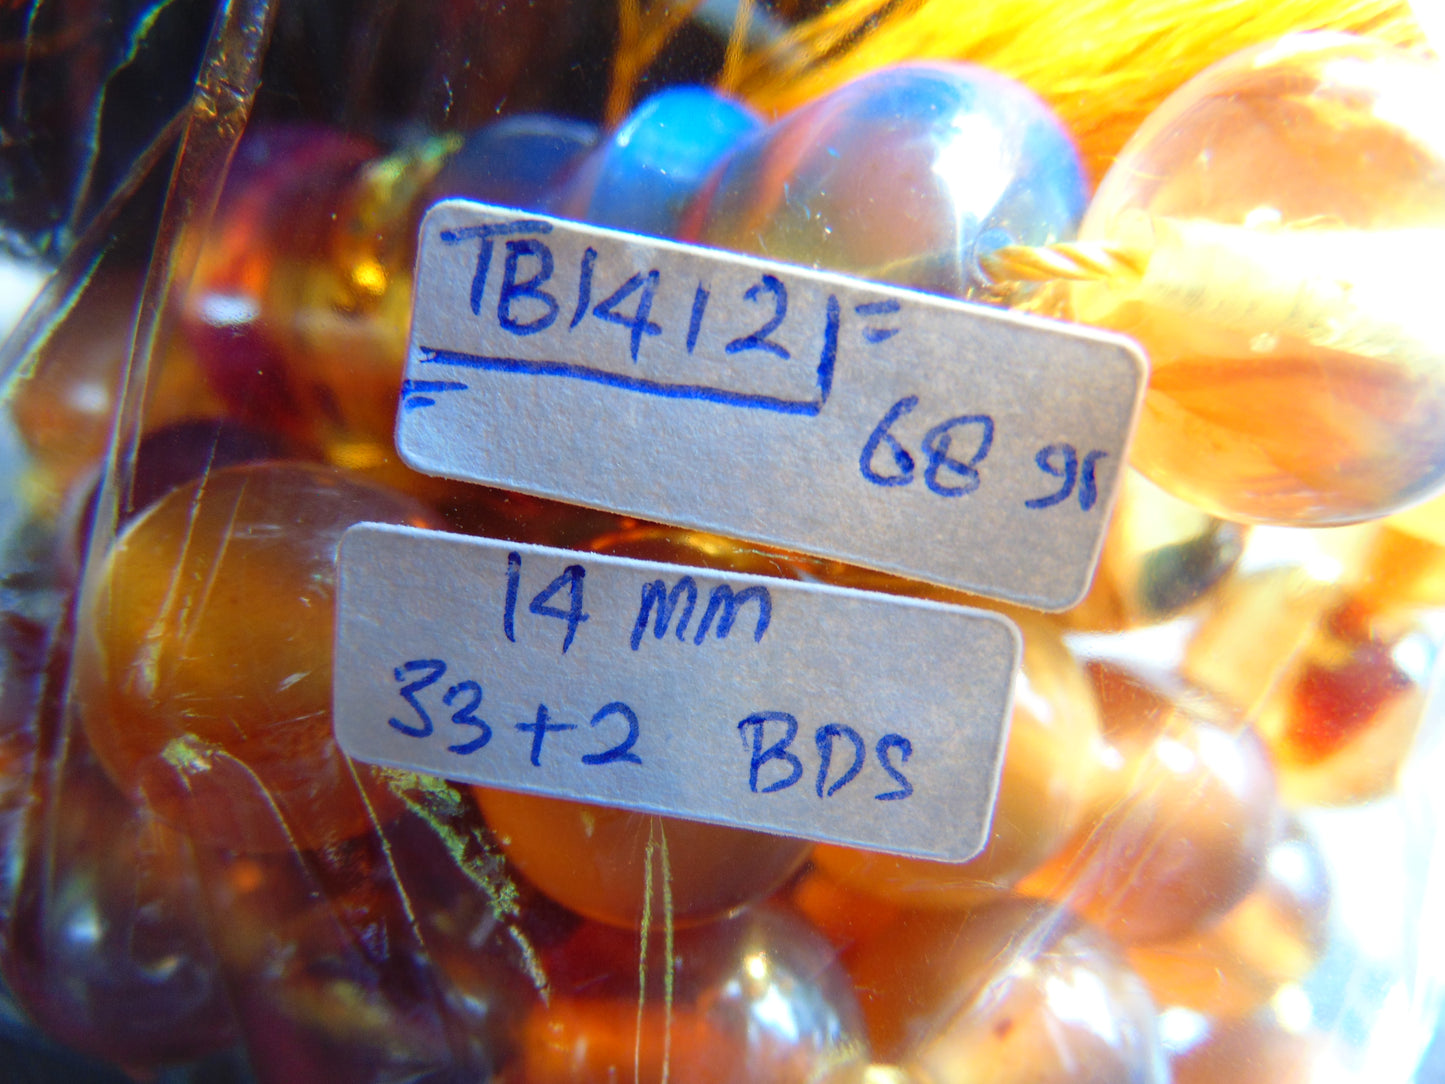 TB1412=
68 gr
14 mm
33+2 BDS